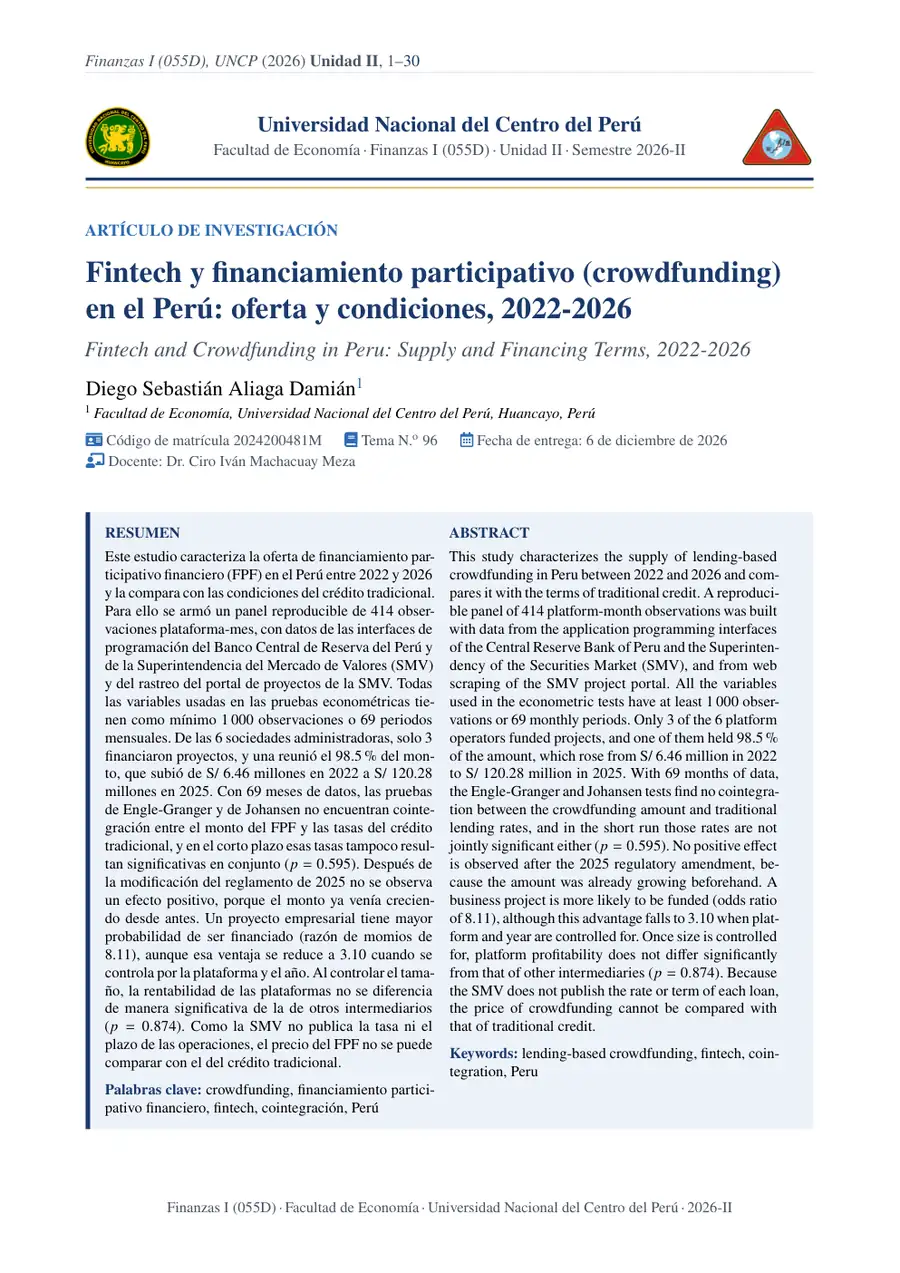 Finanzas I (055D), UNCP (2026) Unidad II, 1–30
Universidad Nacional del Centro del Perú
Facultad de Economía · Finanzas I (055D) · Unidad II · Semestre 2026-II
ARTÍCULO DE INVESTIGACIÓN
Fintech y financiamiento participativo (crowdfunding)
en el Perú: oferta y condiciones, 2022-2026
Fintech and Crowdfunding in Peru: Supply and Financing Terms, 2022-2026
Diego Sebastián Aliaga Damián1
1 Facultad de Economía, Universidad Nacional del Centro del Perú, Huancayo, Perú
Código de matrícula 2024200481M Tema N.º 96 Fecha de entrega: 6 de diciembre de 2026
Docente: Dr. Ciro Iván Machacuay Meza
RESUMEN
Este estudio caracteriza la oferta de financiamiento par-
ticipativo financiero (FPF) en el Perú entre 2022 y 2026
y la compara con las condiciones del crédito tradicional.
Para ello se armó un panel reproducible de 414 obser-
vaciones plataforma-mes, con datos de las interfaces de
programación del Banco Central de Reserva del Perú y
de la Superintendencia del Mercado de Valores (SMV)
y del rastreo del portal de proyectos de la SMV. Todas
las variables usadas en las pruebas econométricas tie-
nen como mínimo 1 000 observaciones o 69 periodos
mensuales. De las 6 sociedades administradoras, solo 3
financiaron proyectos, y una reunió el 98.5 % del mon-
to, que subió de S/ 6.46 millones en 2022 a S/ 120.28
millones en 2025. Con 69 meses de datos, las pruebas
de Engle-Granger y de Johansen no encuentran cointe-
gración entre el monto del FPF y las tasas del crédito
tradicional, y en el corto plazo esas tasas tampoco resul-
tan significativas en conjunto (p = 0.595). Después de
la modificación del reglamento de 2025 no se observa
un efecto positivo, porque el monto ya venía crecien-
do desde antes. Un proyecto empresarial tiene mayor
probabilidad de ser financiado (razón de momios de
8.11), aunque esa ventaja se reduce a 3.10 cuando se
controla por la plataforma y el año. Al controlar el tama-
ño, la rentabilidad de las plataformas no se diferencia
de manera significativa de la de otros intermediarios
(p = 0.874). Como la SMV no publica la tasa ni el
plazo de las operaciones, el precio del FPF no se puede
comparar con el del crédito tradicional.
Palabras clave: crowdfunding, financiamiento partici-
pativo financiero, fintech, cointegración, Perú
ABSTRACT
This study characterizes the supply of lending-based
crowdfunding in Peru between 2022 and 2026 and com-
pares it with the terms of traditional credit. A reproduci-
ble panel of 414 platform-month observations was built
with data from the application programming interfaces
of the Central Reserve Bank of Peru and the Superinten-
dency of the Securities Market (SMV), and from web
scraping of the SMV project portal. All the variables
used in the econometric tests have at least 1 000 obser-
vations or 69 monthly periods. Only 3 of the 6 platform
operators funded projects, and one of them held 98.5 %
of the amount, which rose from S/ 6.46 million in 2022
to S/ 120.28 million in 2025. With 69 months of data,
the Engle-Granger and Johansen tests find no cointegra-
tion between the crowdfunding amount and traditional
lending rates, and in the short run those rates are not
jointly significant either (p = 0.595). No positive effect
is observed after the 2025 regulatory amendment, be-
cause the amount was already growing beforehand. A
business project is more likely to be funded (odds ratio
of 8.11), although this advantage falls to 3.10 when plat-
form and year are controlled for. Once size is controlled
for, platform profitability does not differ significantly
from that of other intermediaries (p = 0.874). Because
the SMV does not publish the rate or term of each loan,
the price of crowdfunding cannot be compared with
that of traditional credit.
Keywords: lending-based crowdfunding, fintech, coin-
tegration, Peru
Finanzas I (055D) · Facultad de Economía · Universidad Nacional del Centro del Perú · 2026-II